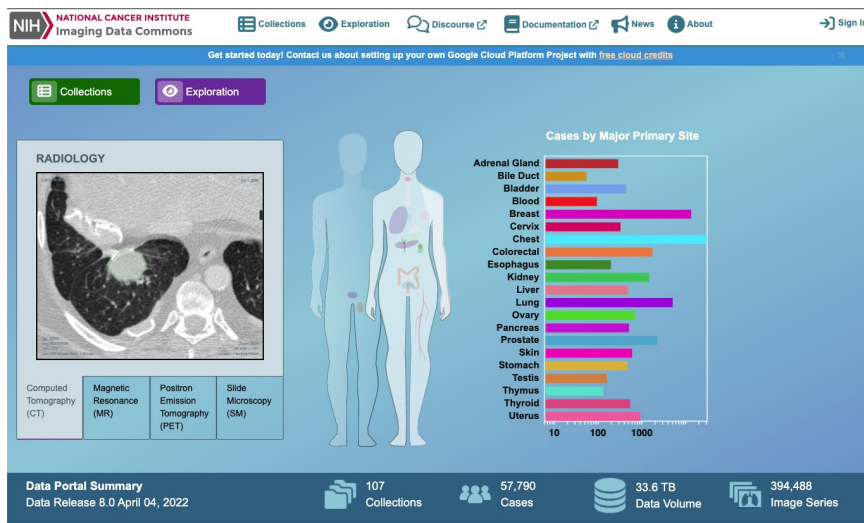 NIH NATIONAL CANCER INSTITUTE
Imaging Data Commons
Collections
Exploration
Discourse
Documentation
News
About
Sign In
Get started today! Contact us about setting up your own Google Cloud Platform Project with free cloud credits
Collections
Exploration
RADIOLOGY
Computed
Tomography
(CT)
Magnetic
Resonance
(MR)
Positron
Emission
Tomography
(PET)
Slide
Microscopy
(SM)
Cases by Major Primary Site
Adrenal Gland
Bile Duct
Bladder
Blood
Breast
Cervix
Chest
Colorectal
Esophagus
Kidney
Liver
Lung
Ovary
Pancreas
Prostate
Skin
Stomach
Testis
Thymus
Thyroid
Uterus
10 100 1000
Data Portal Summary
Data Release 8.0 April 04, 2022
107
Collections
57,790
Cases
33.6 TB
Data Volume
394,488
Image Series